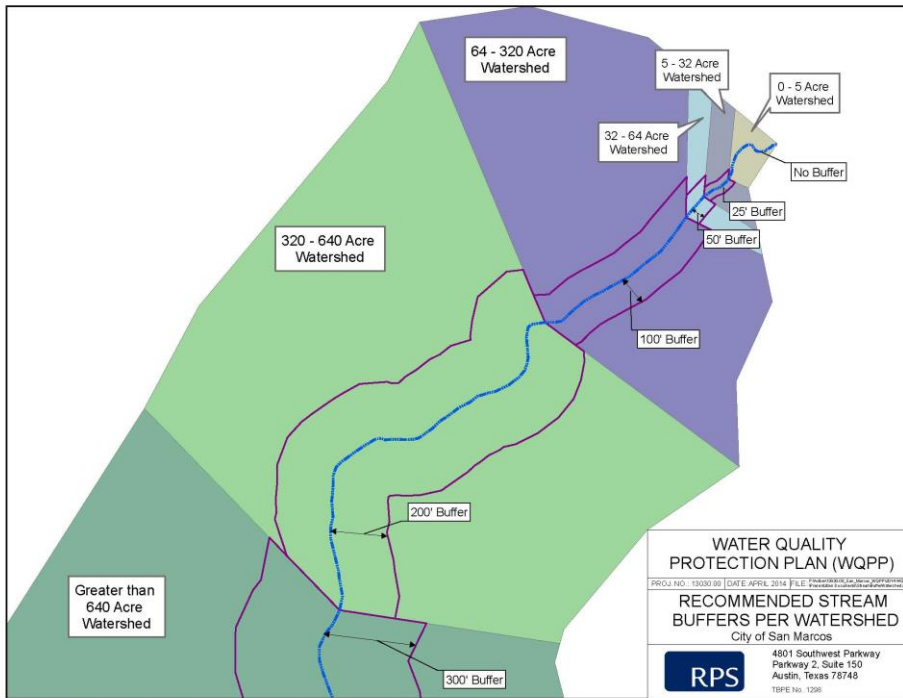 64 - 320 Acre
Watershed
5 - 32 Acre
Watershed
0 - 5 Acre
Watershed
32 - 64 Acre
Watershed
No Buffer
25' Buffer
50' Buffer
320 - 640 Acre
Watershed
100' Buffer
200' Buffer
Greater than
640 Acre
Watershed
300' Buffer
WATER QUALITY
PROTECTION PLAN (WQPP)
PROJ. NO.: 13030.00 DATE: APRIL 2014 FILE:
RECOMMENDED STREAM
BUFFERS PER WATERSHED
City of San Marcos
RPS
4801 Southwest Parkway
Parkway 2, Suite 150
Austin, Texas 78748
TBPE No. 1298